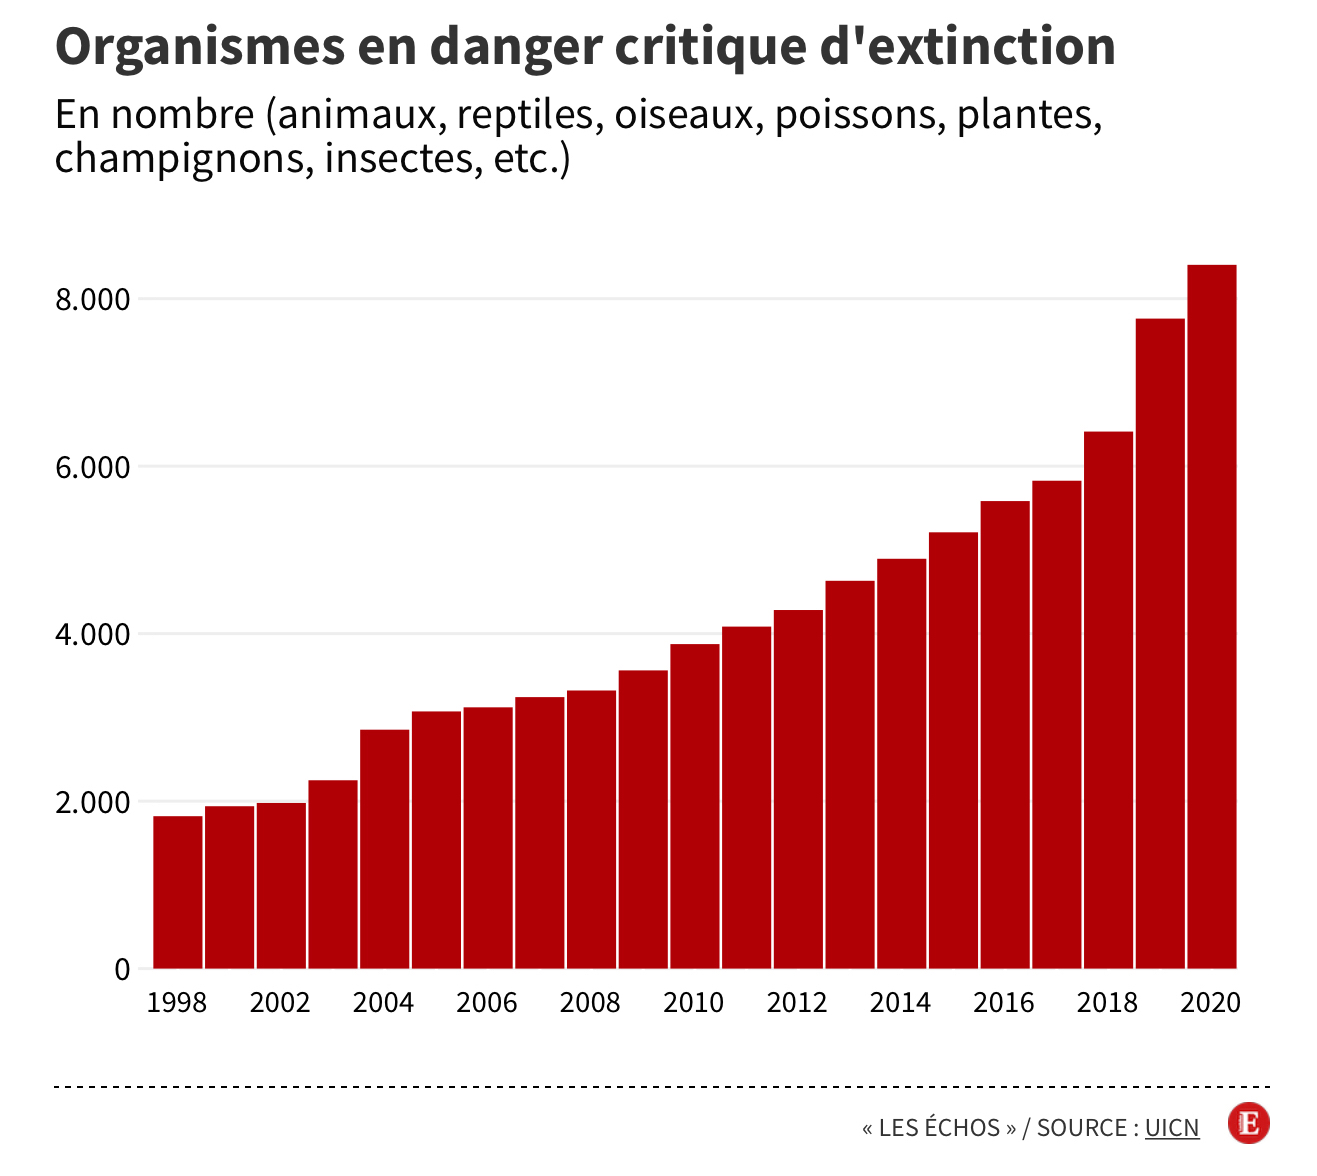 Organismes en danger critique d'extinction
En nombre (animaux, reptiles, oiseaux, poissons, plantes,
champignons, insectes, etc.)
8.000
6.000
4.000
2.000
0
1998 2002 2004 2006 2008 2010 2012 2014 2016 2018 2020
« LES ÉCHOS » / SOURCE : UICN E